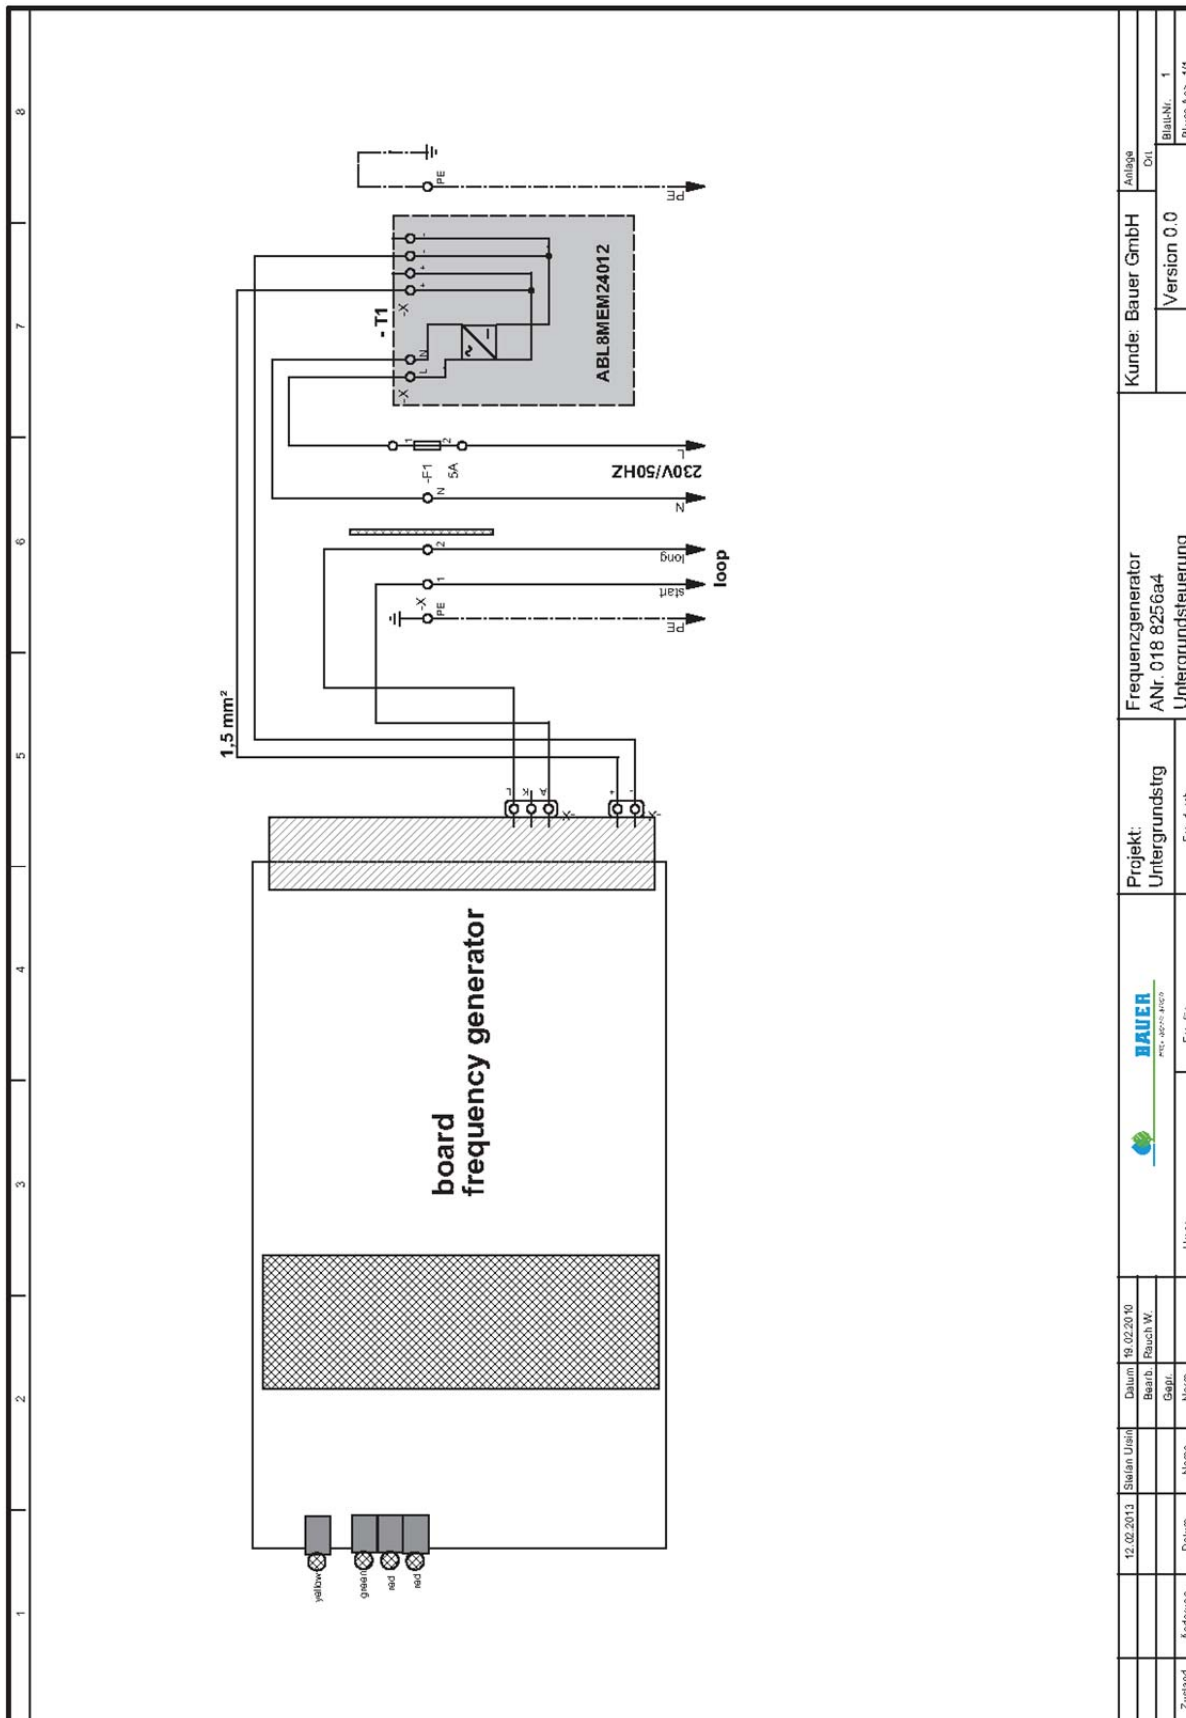 1
2
3
4
5
6
7
8
yellow
green
red
red
board
frequency generator
L
K
A
-X
+
-
-X
1,5 mm²
PE
-X
PE
start
1
long
2
loop
N
N
230V/50HZ
L
-F1
5A
1
2
- T1
-X
L
N
-X
+
+
-
-
ABL8MEM24012
PE
PE
12.02.2013
Stefan Ursin
Datum
19.02.2010
Bearb.
Rauch W.
Gepr.
BAUER
Projekt:
Untergrundstrg
Frequenzgenerator
ANr. 018 8256a4
Untergrundsteuerung
Kunde: Bauer GmbH
Version 0.0
Anlage
Ort
Blatt-Nr. 1